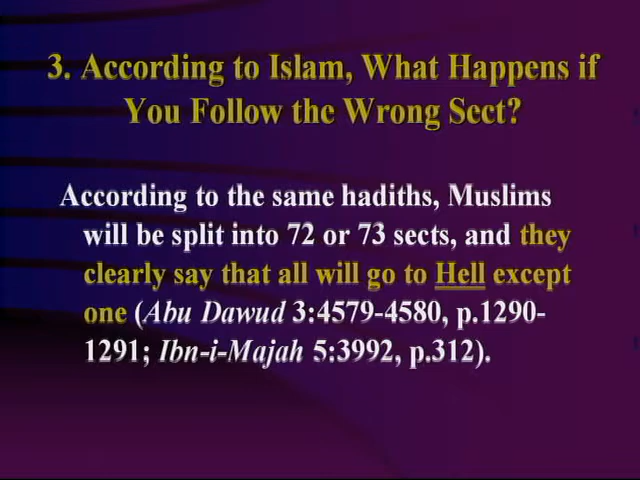 3. According to Islam, What Happens if
You Follow the Wrong Sect?
According to the same hadiths, Muslims
will be split into 72 or 73 sects, and they
clearly say that all will go to Hell except
one (Abu Dawud 3:4579-4580, p.1290-
1291; Ibn-i-Majah 5:3992, p.312).